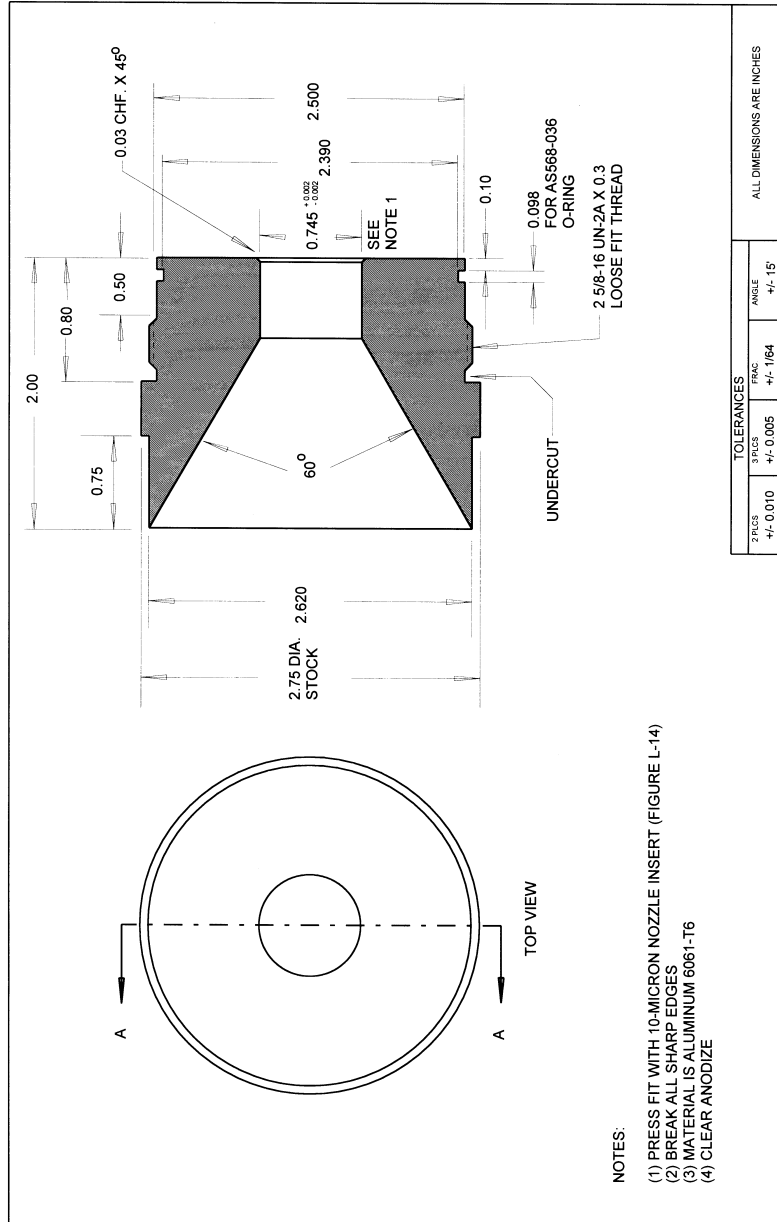 0.03 CHF. X 45⁰
2.00
0.80
0.50
0.75
60⁰
0.745 + 0.002
- 0.002
SEE
NOTE 1
2.390
2.500
2.75 DIA.
STOCK
2.620
0.10
0.098
FOR AS568-036
O-RING
2 5/8-16 UN-2A X 0.3
LOOSE FIT THREAD
UNDERCUT
A
A
TOP VIEW
NOTES:
(1) PRESS FIT WITH 10-MICRON NOZZLE INSERT (FIGURE L-14)
(2) BREAK ALL SHARP EDGES
(3) MATERIAL IS ALUMINUM 6061-T6
(4) CLEAR ANODIZE
TOLERANCES
2 PLCS
3 PLCS
FRAC
ANGLE
+/- 0.010
+/- 0.005
+/- 1/64
+/- 15'
ALL DIMENSIONS ARE INCHES